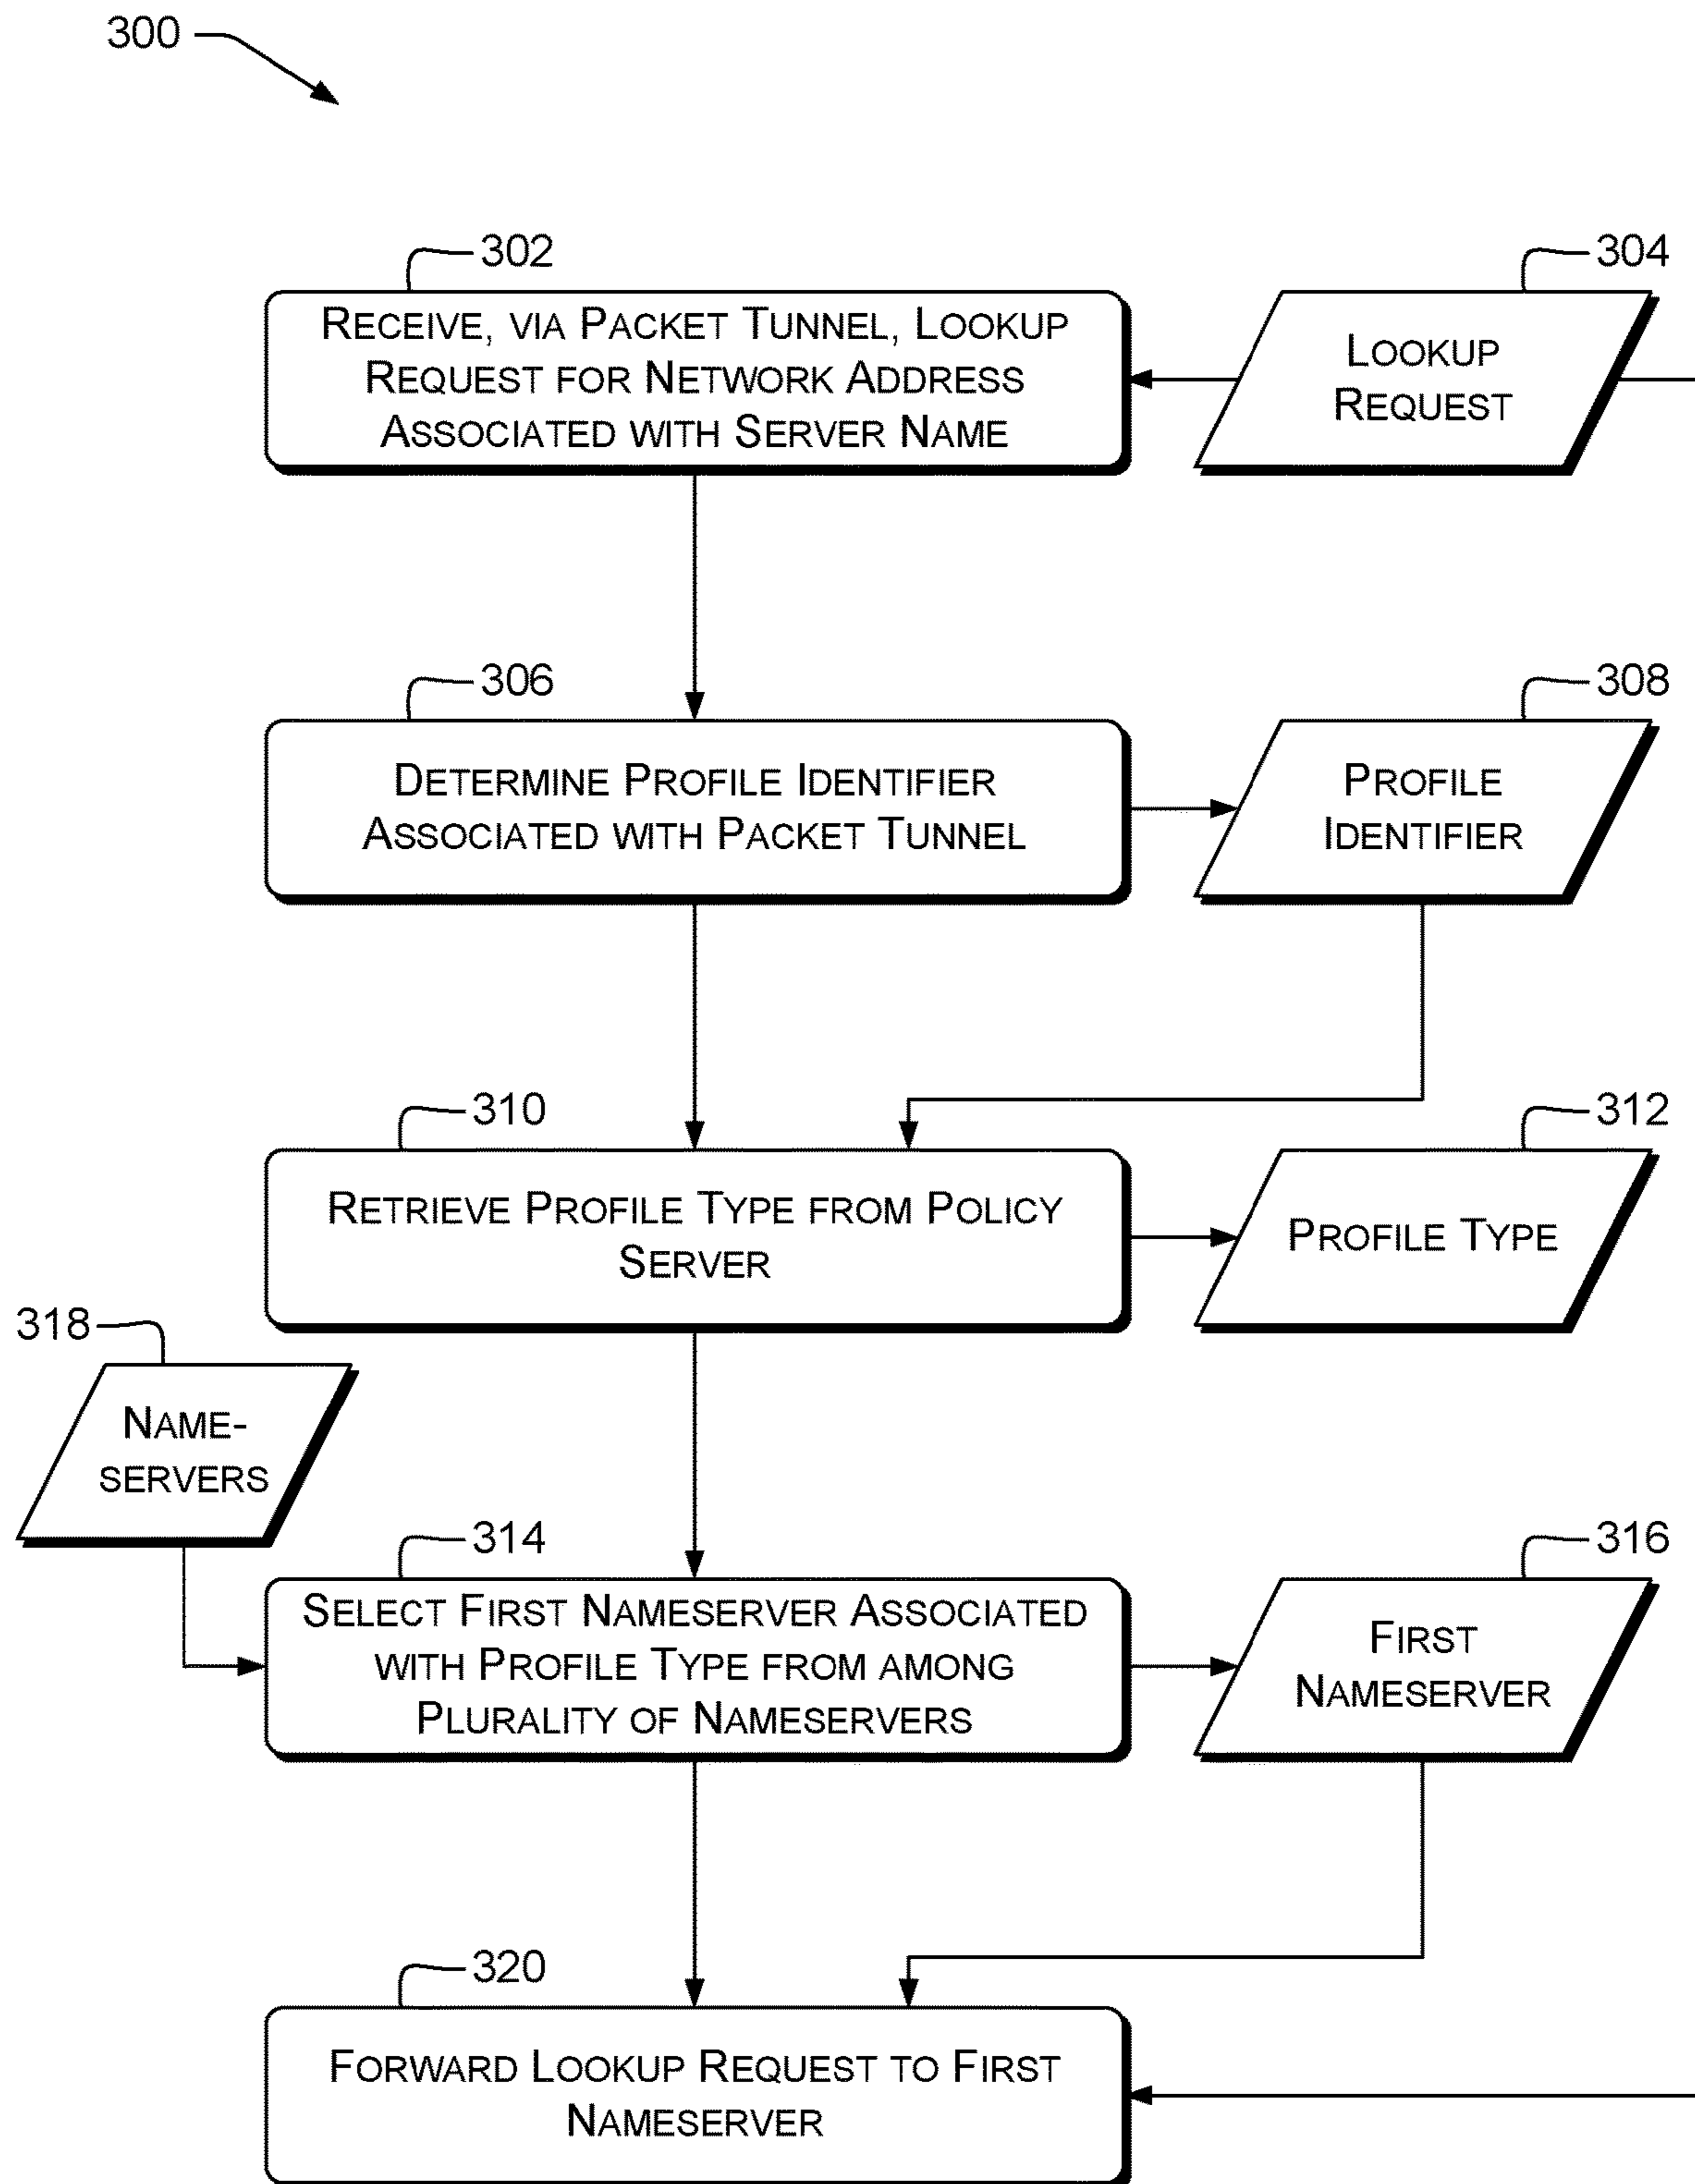 300
302
304
RECEIVE, VIA PACKET TUNNEL, LOOKUP
REQUEST FOR NETWORK ADDRESS
ASSOCIATED WITH SERVER NAME
LOOKUP
REQUEST
306
308
DETERMINE PROFILE IDENTIFIER
ASSOCIATED WITH PACKET TUNNEL
PROFILE
IDENTIFIER
310
312
RETRIEVE PROFILE TYPE FROM POLICY
SERVER
PROFILE TYPE
318
NAME-
SERVERS
314
316
SELECT FIRST NAMESERVER ASSOCIATED
WITH PROFILE TYPE FROM AMONG
PLURALITY OF NAMESERVERS
FIRST
NAMESERVER
320
FORWARD LOOKUP REQUEST TO FIRST
NAMESERVER